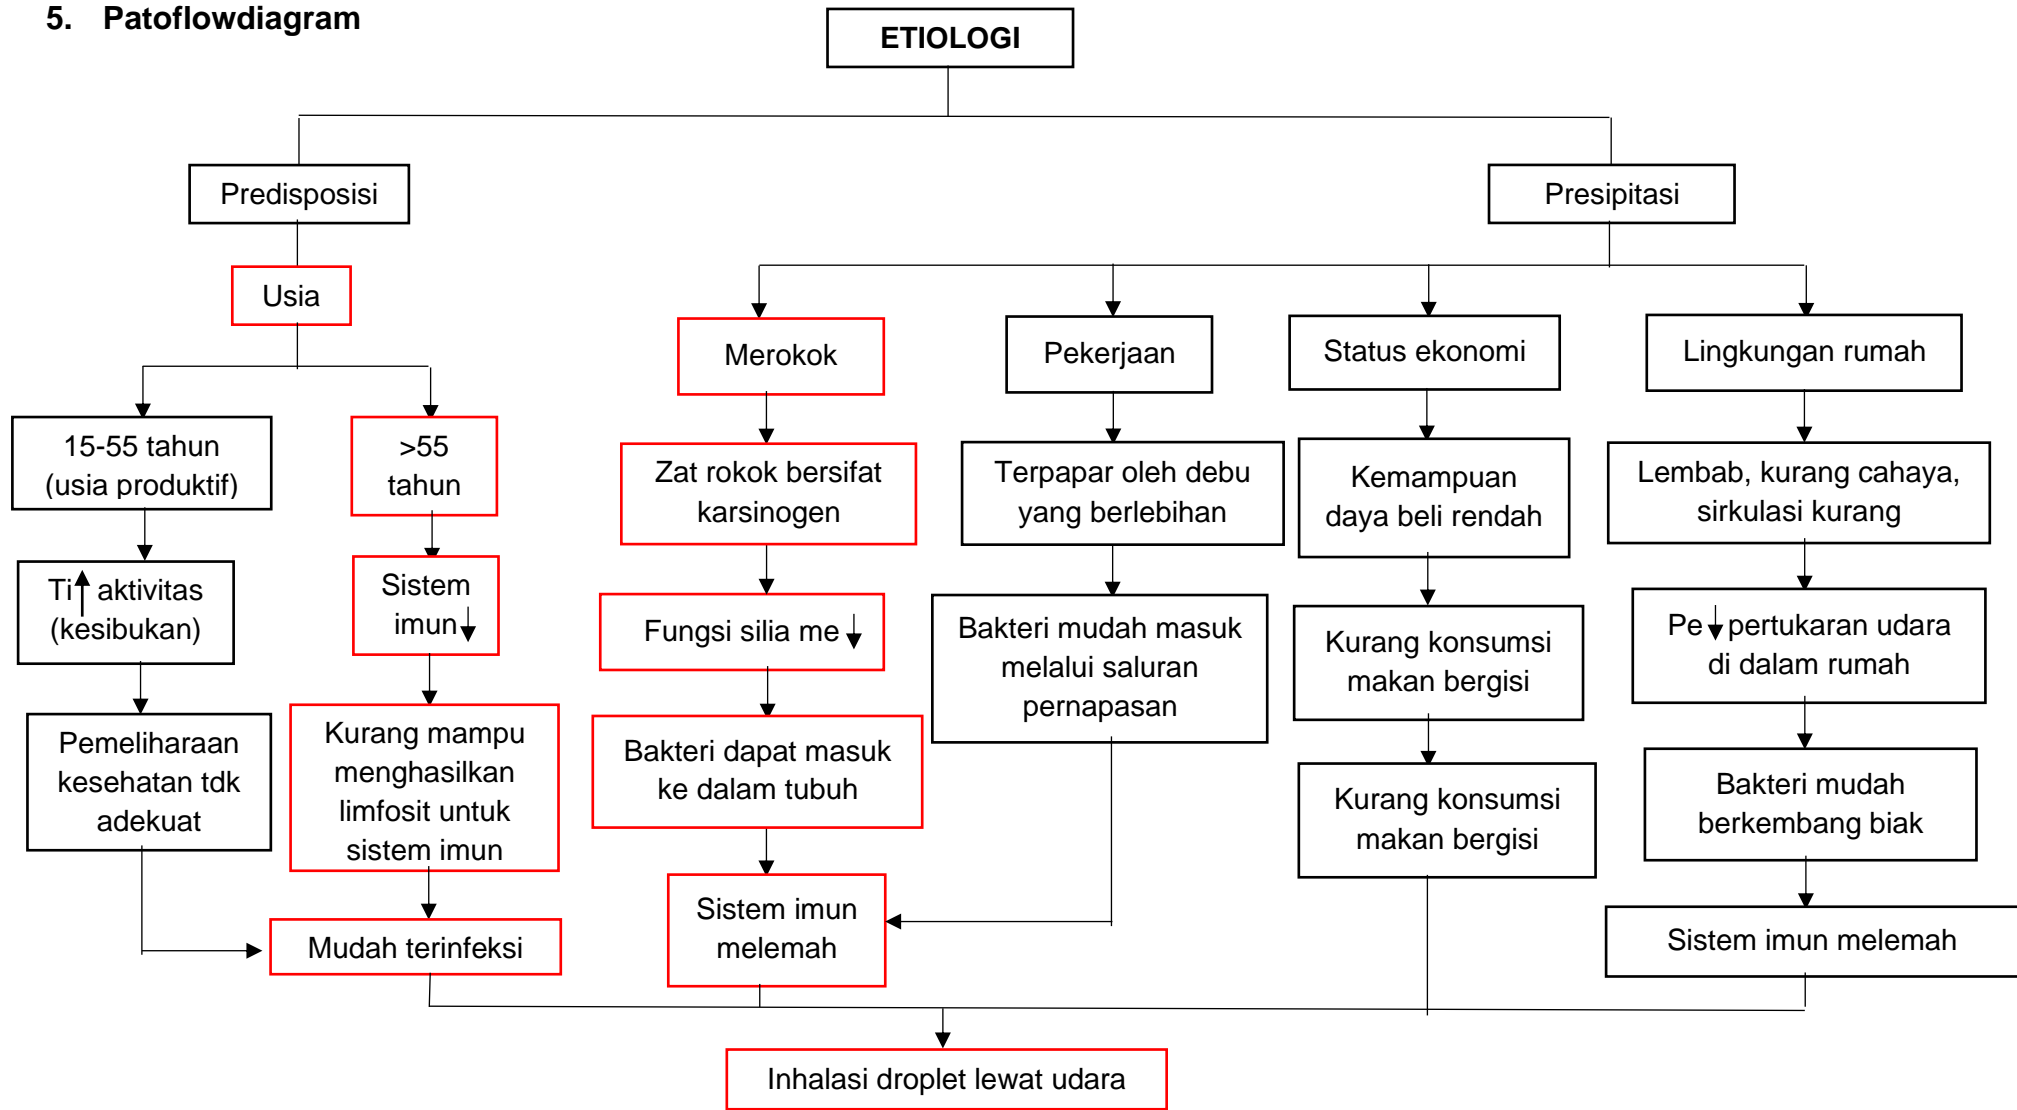 5. Patoflowdiagram
ETIOLOGI
Predisposisi
Presipitasi
Usia
15-55 tahun
(usia produktif)
>55
tahun
Ti↑ aktivitas
(kesibukan)
Sistem
imun↓
Pemeliharaan
kesehatan tdk
adekuat
Kurang mampu
menghasilkan
limfosit untuk
sistem imun
Mudah terinfeksi
Merokok
Zat rokok bersifat
karsinogen
Fungsi silia me↓
Bakteri dapat masuk
ke dalam tubuh
Sistem imun
melemah
Pekerjaan
Terpapar oleh debu
yang berlebihan
Bakteri mudah masuk
melalui saluran
pernapasan
Status ekonomi
Kemampuan
daya beli rendah
Kurang konsumsi
makan bergisi
Kurang konsumsi
makan bergisi
Lingkungan rumah
Lembab, kurang cahaya,
sirkulasi kurang
Pe↓pertukaran udara
di dalam rumah
Bakteri mudah
berkembang biak
Sistem imun melemah
Inhalasi droplet lewat udara